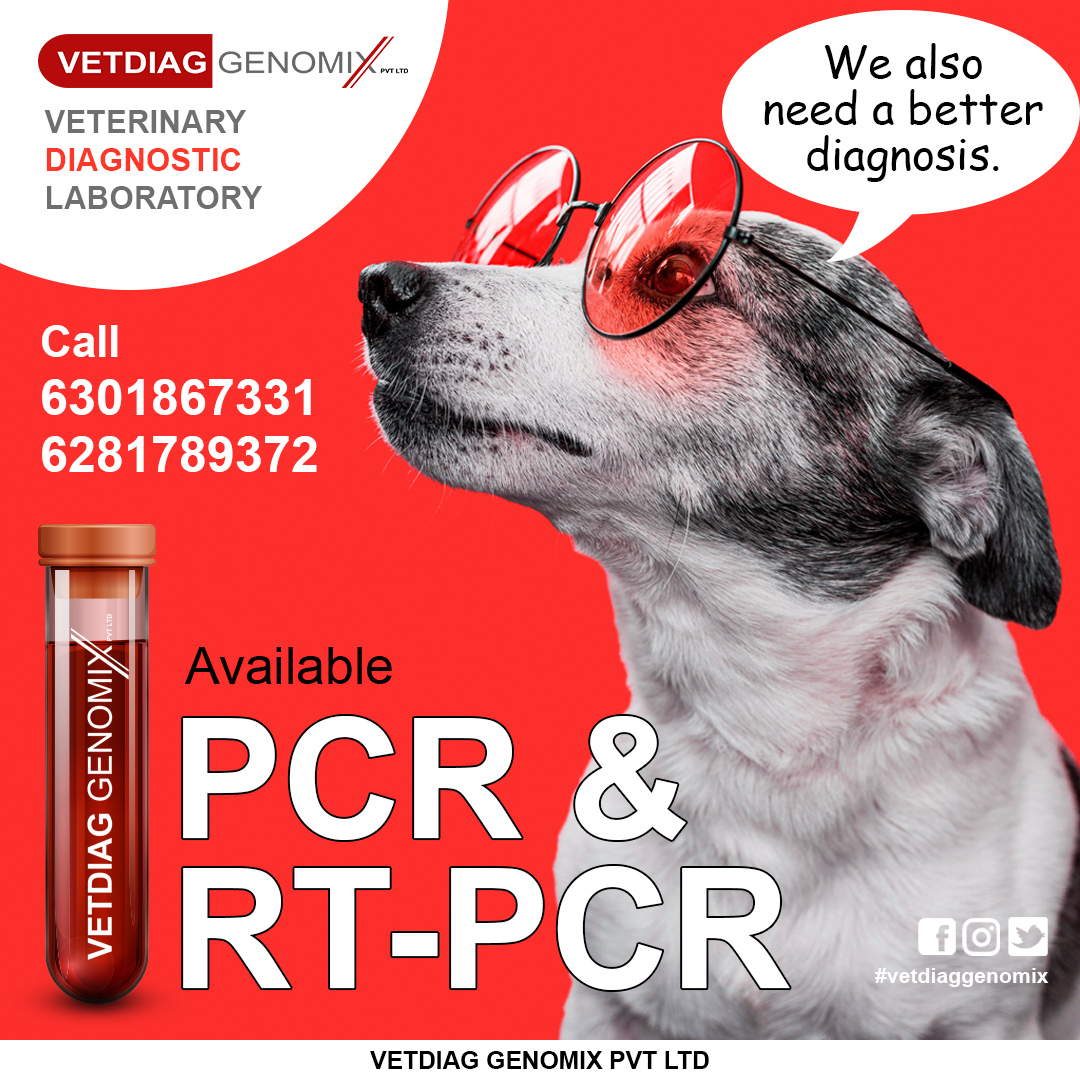 VETDIAG GENOMIX PVT LTD
VETERINARY
DIAGNOSTIC
LABORATORY
We also
need a better
diagnosis.
Call
6301867331
6281789372
VETDIAG GENOMIX PVT LTD
Available
PCR &
RT-PCR
#vetdiaggenomix
VETDIAG GENOMIX PVT LTD